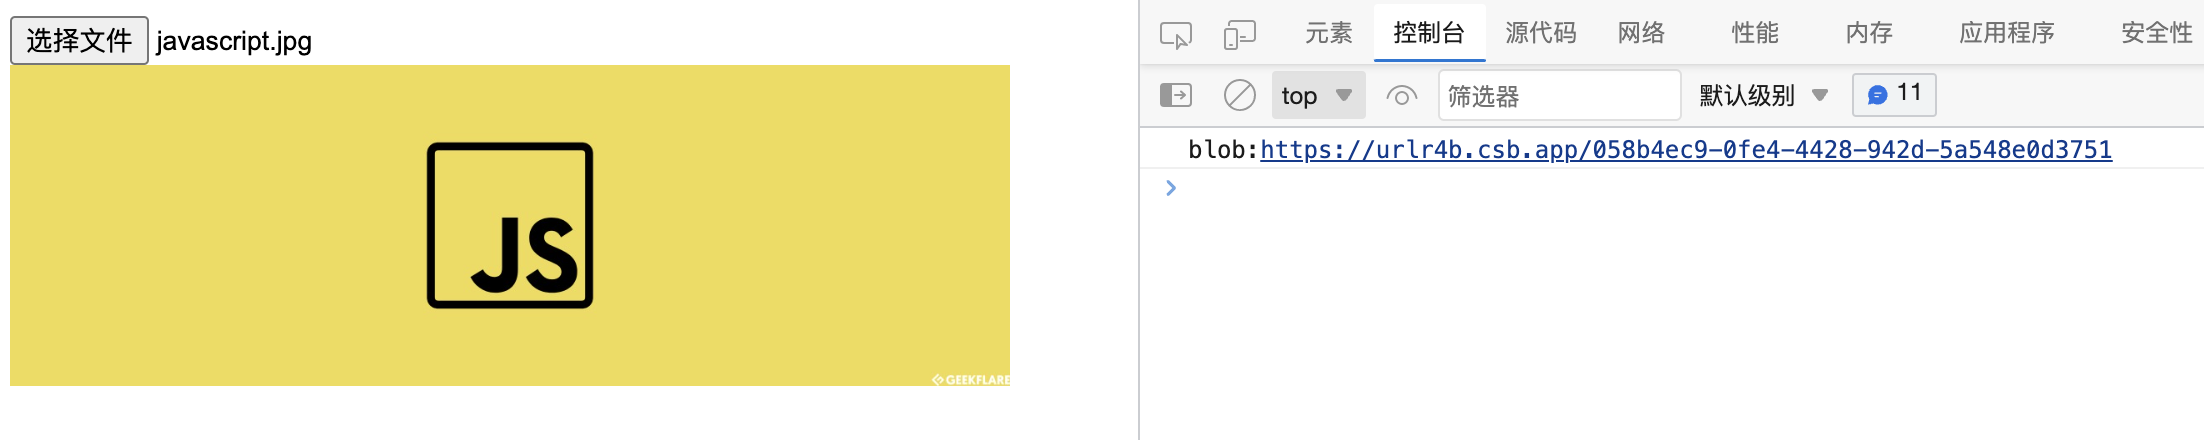 选择文件 javascript.jpg
JS
GEEKFLARE
元素 控制台 源代码 网络 性能 内存 应用程序 安全性
top 筛选器 默认级别 11
blob:https://urlr4b.csb.app/058b4ec9-0fe4-4428-942d-5a548e0d3751